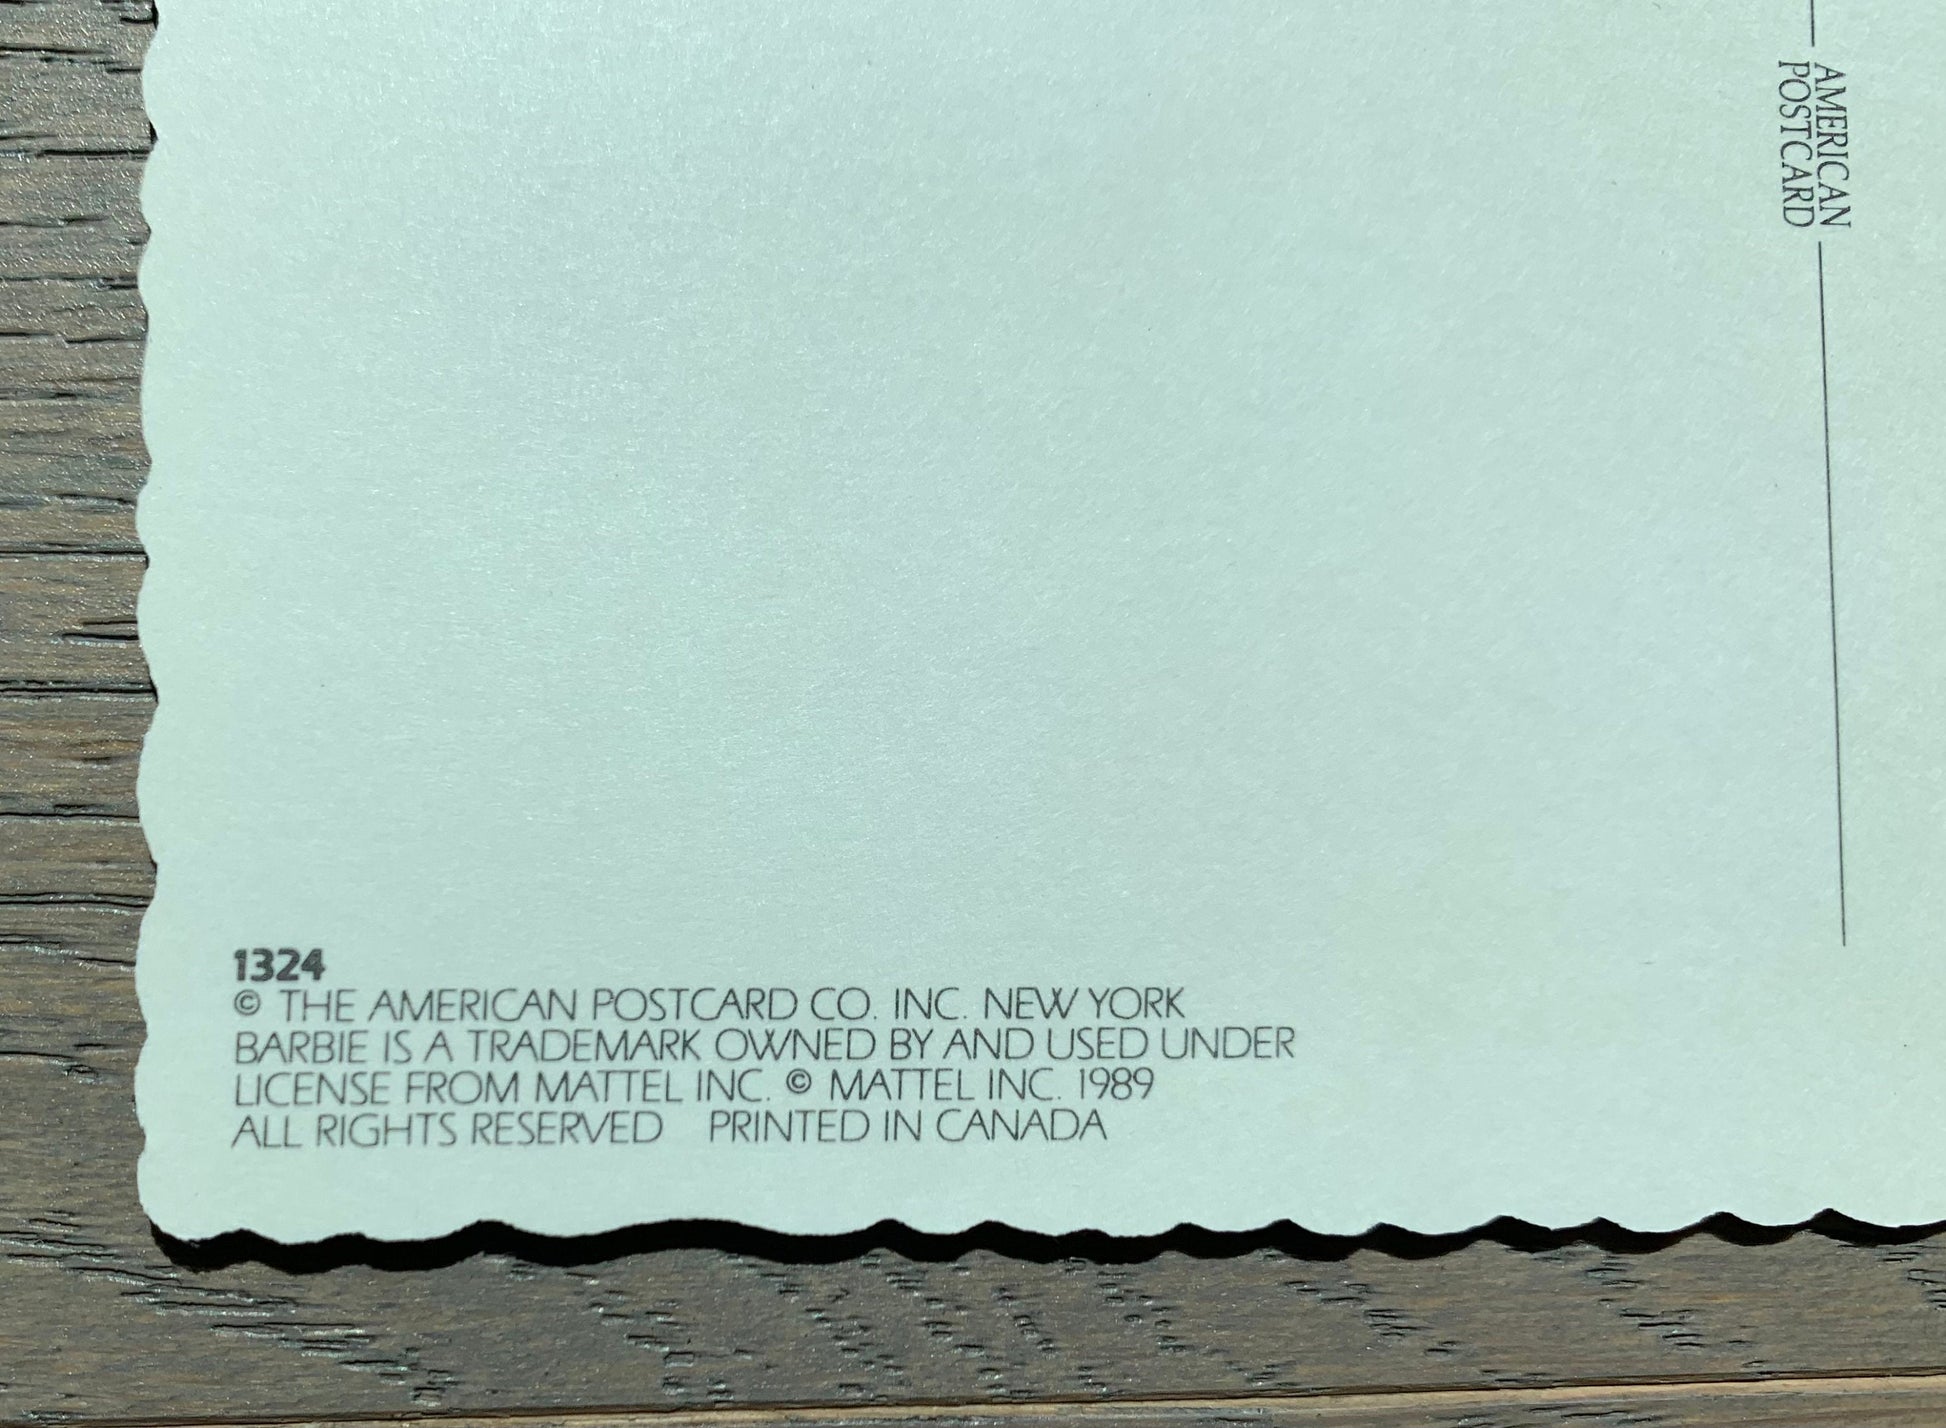 AMERICAN
POSTCARD
1324
© THE AMERICAN POSTCARD CO. INC. NEW YORK
BARBIE IS A TRADEMARK OWNED BY AND USED UNDER
LICENSE FROM MATTEL INC. © MATTEL INC. 1989
ALL RIGHTS RESERVED PRINTED IN CANADA